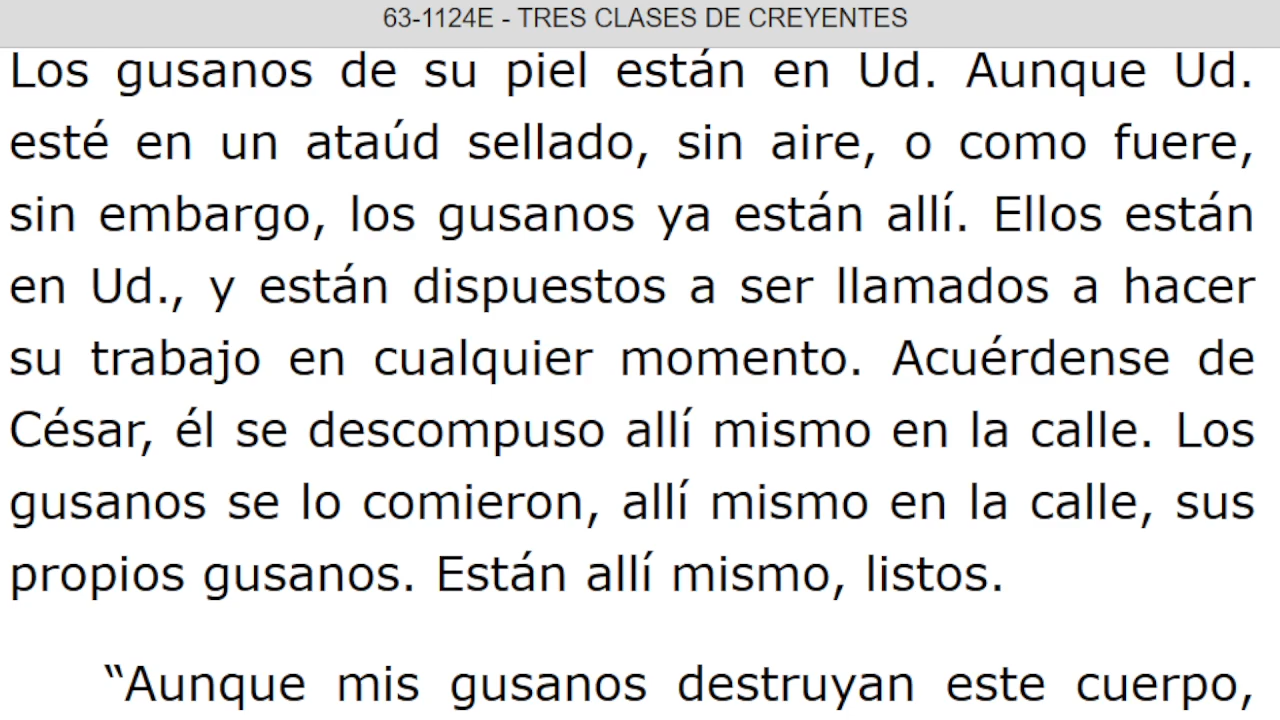 63-1124E - TRES CLASES DE CREYENTES
Los gusanos de su piel están en Ud. Aunque Ud.
esté en un ataúd sellado, sin aire, o como fuere,
sin embargo, los gusanos ya están allí. Ellos están
en Ud., y están dispuestos a ser llamados a hacer
su trabajo en cualquier momento. Acuérdense de
César, él se descompuso allí mismo en la calle. Los
gusanos se lo comieron, allí mismo en la calle, sus
propios gusanos. Están allí mismo, listos.
“Aunque mis gusanos destruyan este cuerpo,